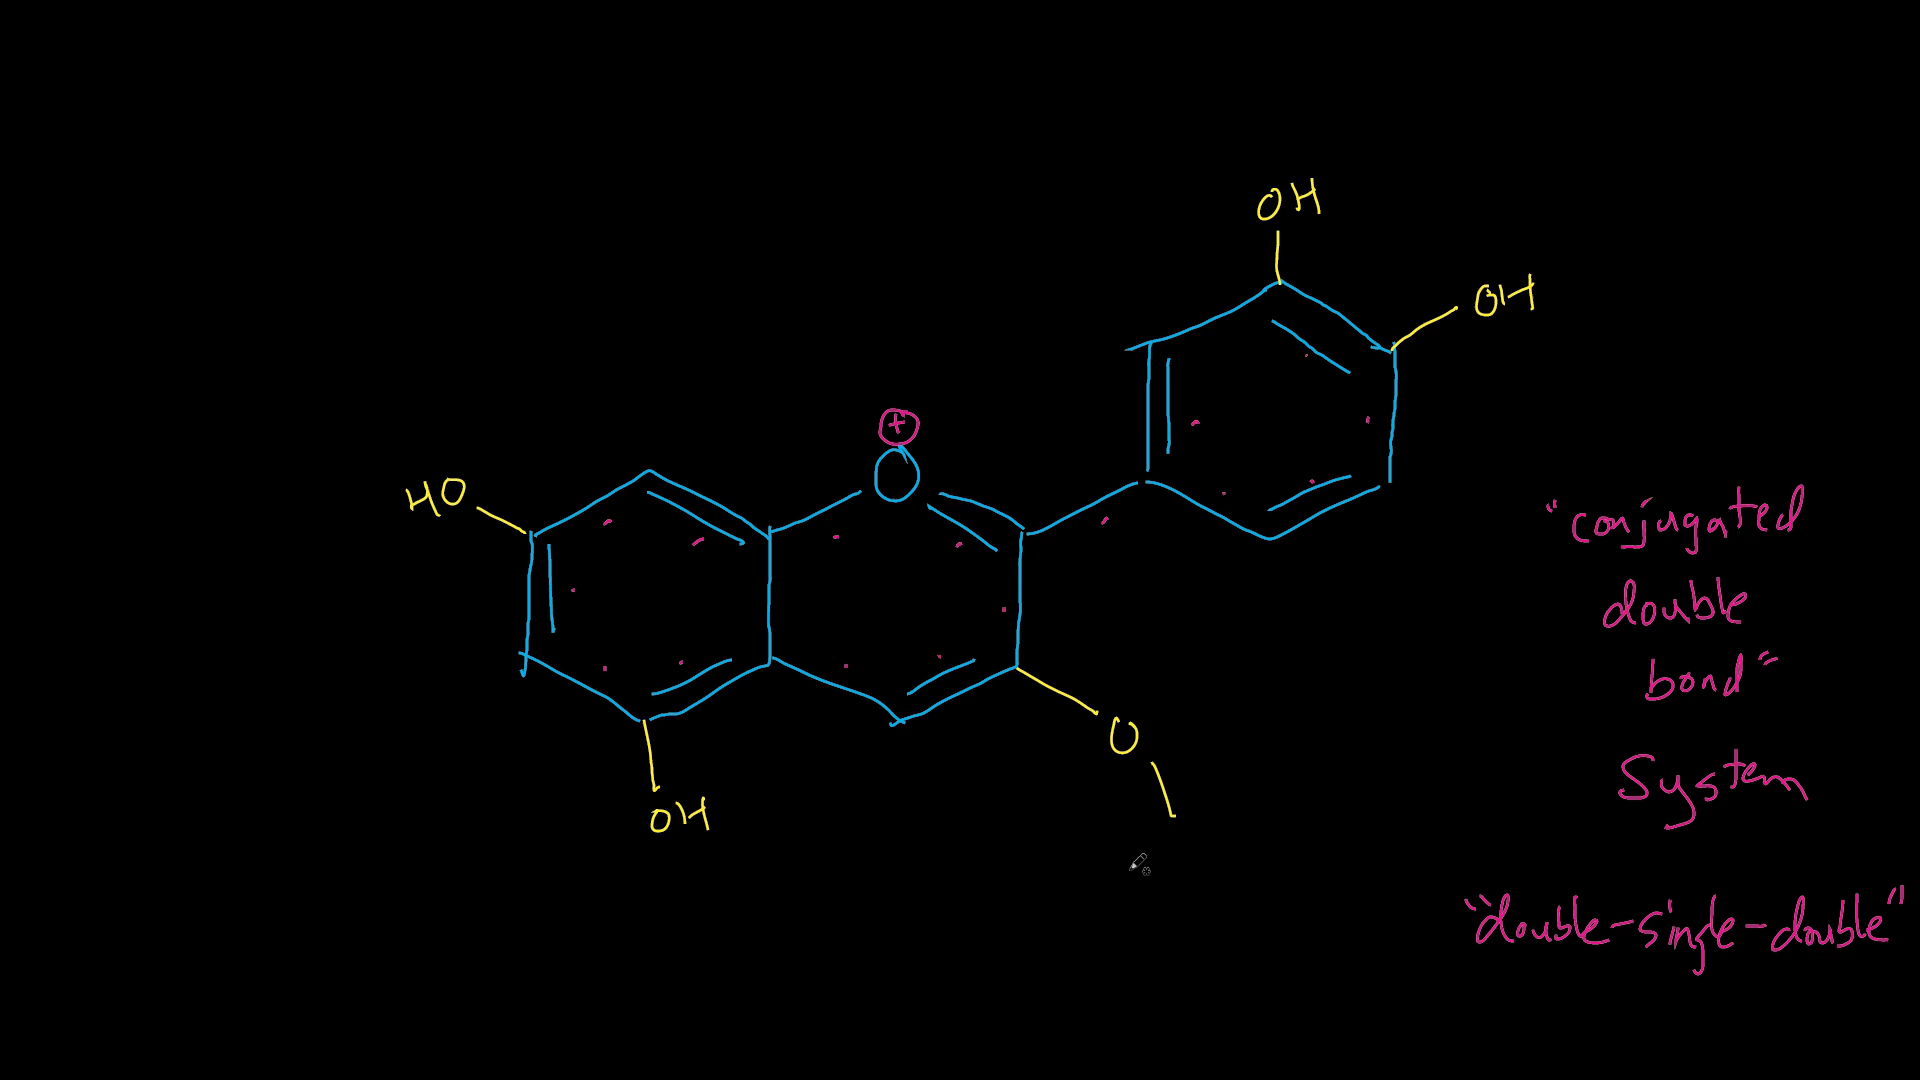 OH
OH
+
O
HO
"conjugated
double
bond"
System
O
OH
"double-single-double"